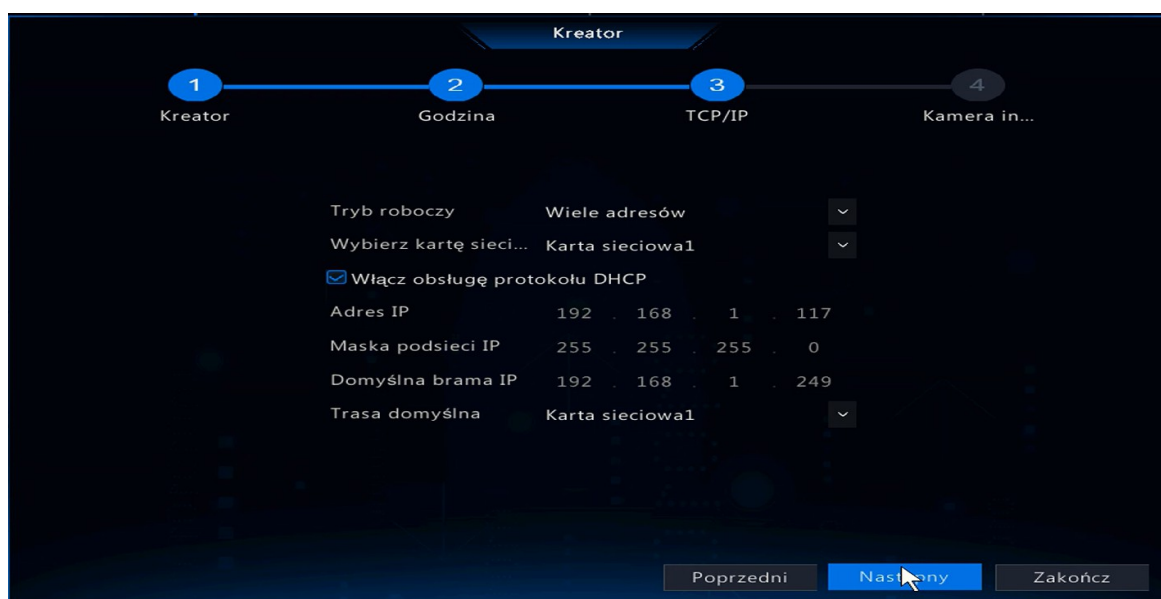 Kreator
1 2 3 4
Kreator Godzina TCP/IP Kamera in...
Tryb roboczy Wiele adresów
Wybierz kartę sieci... Karta sieciowa1
Włącz obsługę protokołu DHCP
Adres IP 192 . 168 . 1 . 117
Maska podsieci IP 255 . 255 . 255 . 0
Domyślna brama IP 192 . 168 . 1 . 249
Trasa domyślna Karta sieciowa1
Poprzedni Następny Zakończ